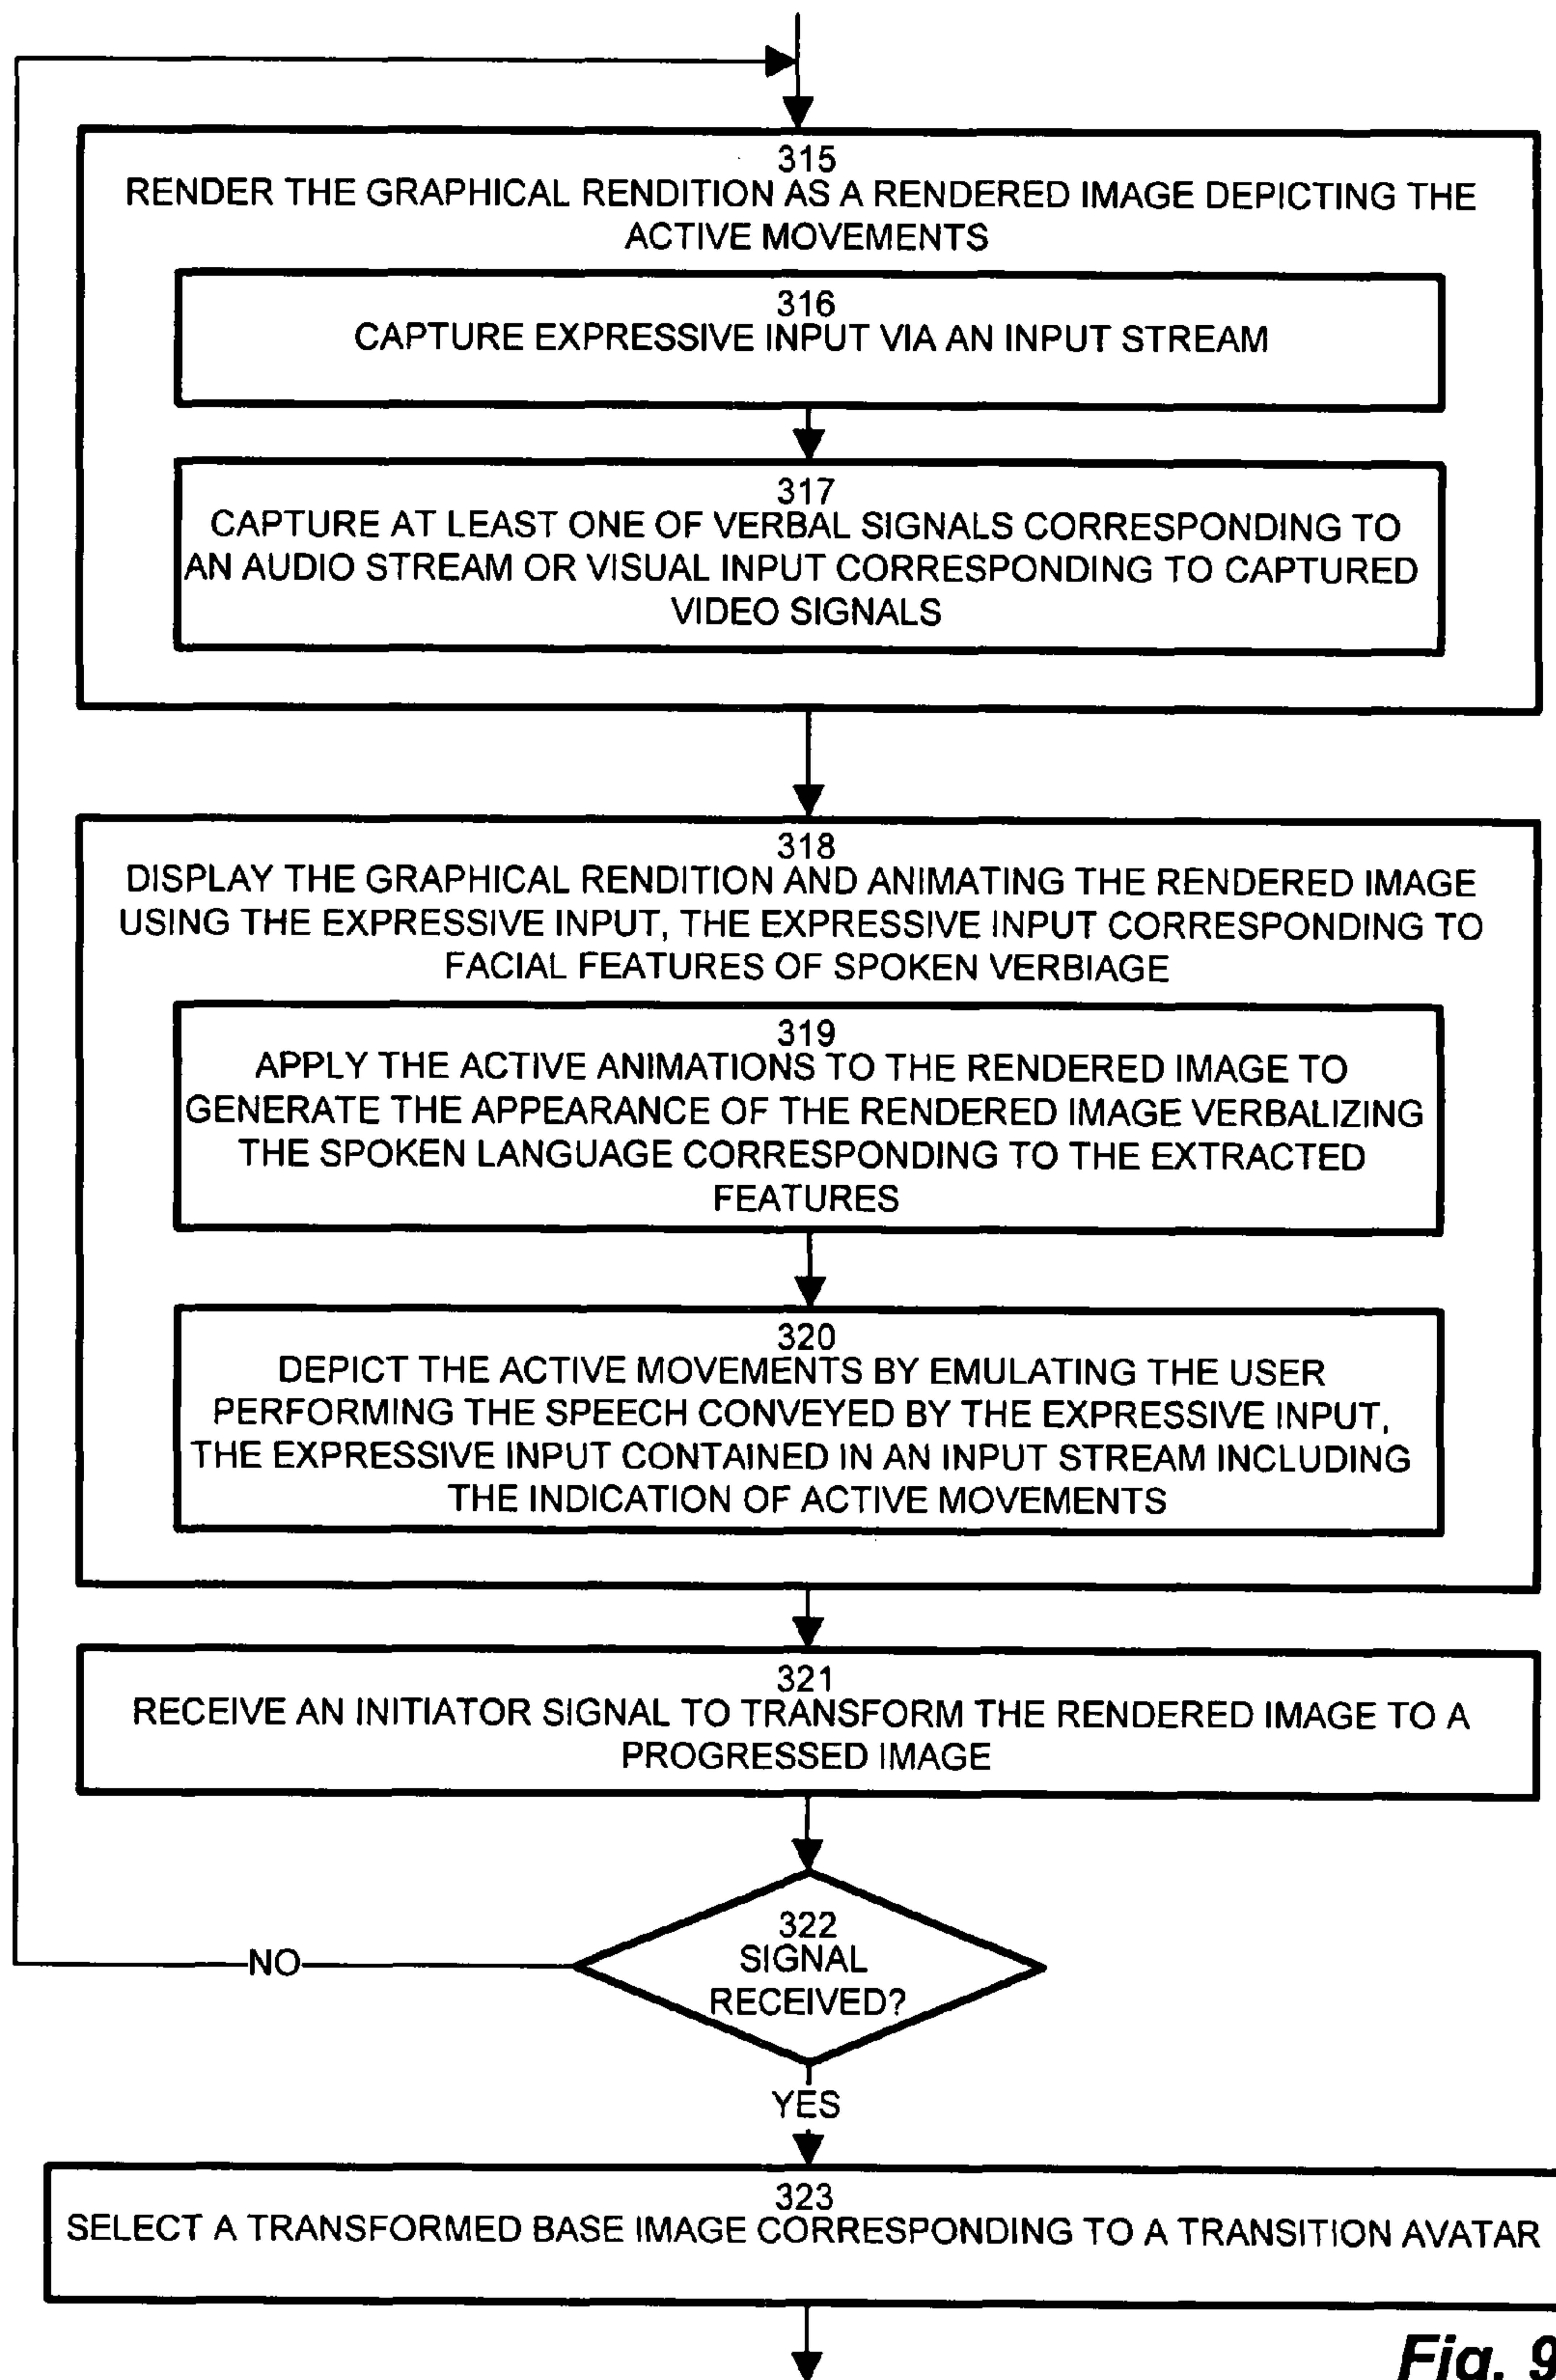 315
RENDER THE GRAPHICAL RENDITION AS A RENDERED IMAGE DEPICTING THE
ACTIVE MOVEMENTS
316
CAPTURE EXPRESSIVE INPUT VIA AN INPUT STREAM
317
CAPTURE AT LEAST ONE OF VERBAL SIGNALS CORRESPONDING TO
AN AUDIO STREAM OR VISUAL INPUT CORRESPONDING TO CAPTURED
VIDEO SIGNALS
318
DISPLAY THE GRAPHICAL RENDITION AND ANIMATING THE RENDERED IMAGE
USING THE EXPRESSIVE INPUT, THE EXPRESSIVE INPUT CORRESPONDING TO
FACIAL FEATURES OF SPOKEN VERBIAGE
319
APPLY THE ACTIVE ANIMATIONS TO THE RENDERED IMAGE TO
GENERATE THE APPEARANCE OF THE RENDERED IMAGE VERBALIZING
THE SPOKEN LANGUAGE CORRESPONDING TO THE EXTRACTED
FEATURES
320
DEPICT THE ACTIVE MOVEMENTS BY EMULATING THE USER
PERFORMING THE SPEECH CONVEYED BY THE EXPRESSIVE INPUT,
THE EXPRESSIVE INPUT CONTAINED IN AN INPUT STREAM INCLUDING
THE INDICATION OF ACTIVE MOVEMENTS
321
RECEIVE AN INITIATOR SIGNAL TO TRANSFORM THE RENDERED IMAGE TO A
PROGRESSED IMAGE
322
SIGNAL
RECEIVED?
NO
YES
323
SELECT A TRANSFORMED BASE IMAGE CORRESPONDING TO A TRANSITION AVATAR
Fig. 9